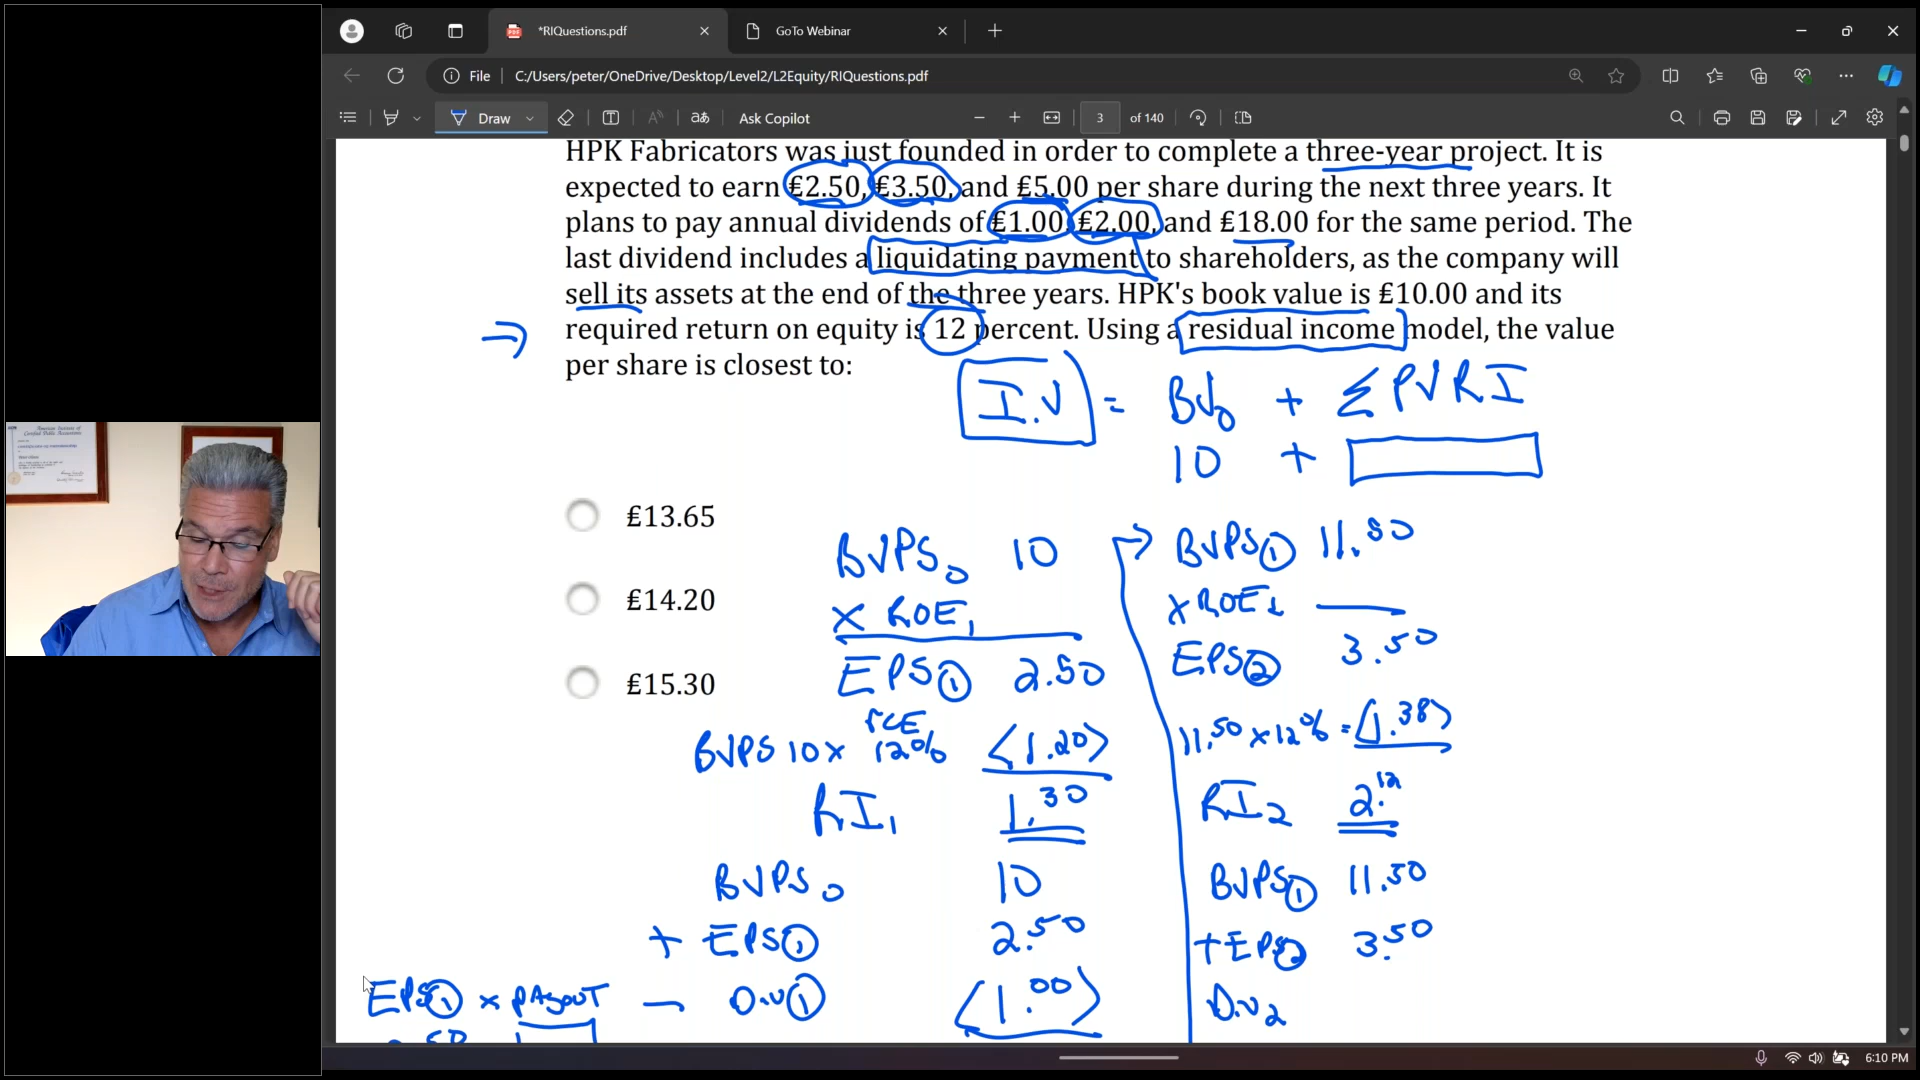 *RIQuestions.pdf
GoTo Webinar
File
C:/Users/peter/OneDrive/Desktop/Level2/L2Equity/RIQuestions.pdf
Draw
aあ
Ask Copilot
3 of 140
HPK Fabricators was just founded in order to complete a three-year project. It is
expected to earn ₤2.50, ₤3.50, and ₤5.00 per share during the next three years. It
plans to pay annual dividends of ₤1.00, ₤2.00, and ₤18.00 for the same period. The
last dividend includes a liquidating payment to shareholders, as the company will
sell its assets at the end of the three years. HPK's book value is ₤10.00 and its
required return on equity is 12 percent. Using a residual income model, the value
per share is closest to:
I.V = BV0 + Σ PV RI
10 +
₤13.65
₤14.20
₤15.30
BVPS0 10
X ROE1
EPS1 2.50
rCE
BVPS 10 x 12% <1.20>
RI1 1.30
BVPS0 10
+ EPS1 2.50
EPS1 x PAYOUT — DIV1 <1.00>
BVPS1 11.50
X ROE2
EPS2 3.50
11.50 x 12% = <1.38>
RI2 2.12
BVPS1 11.50
+ EPS2 3.50
DIV2
6:10 PM